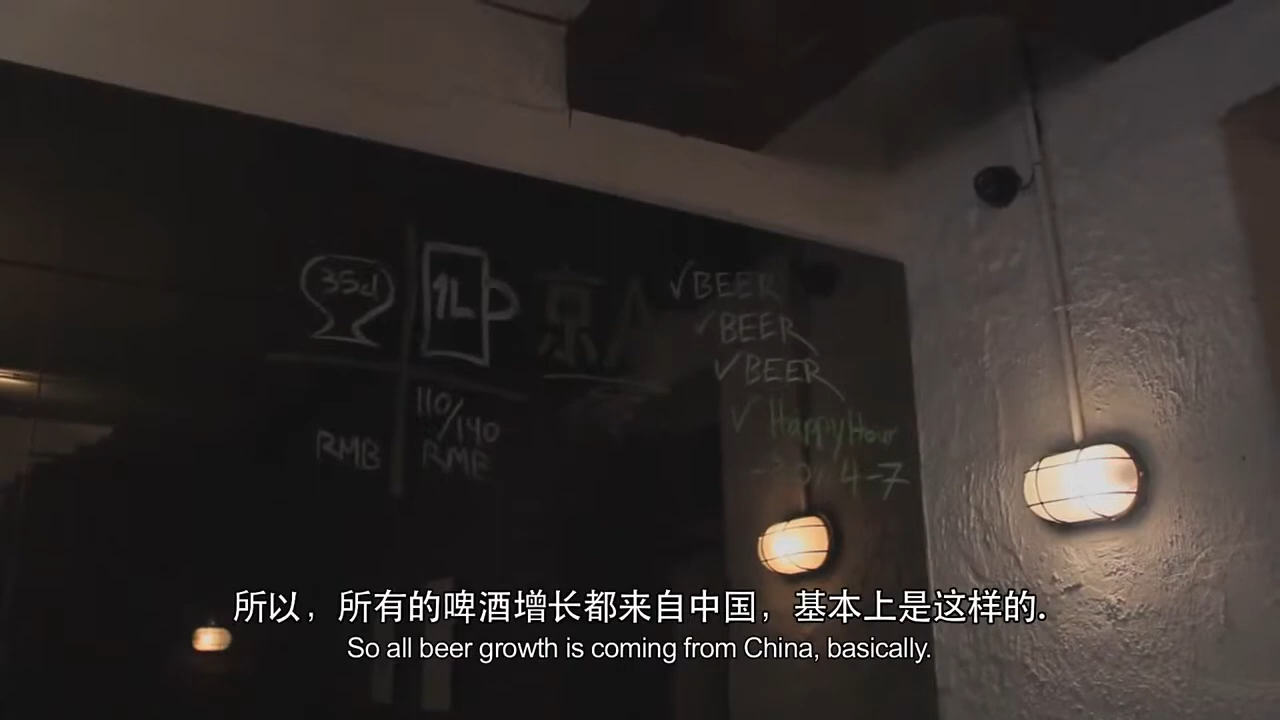 35cl
1L
京A
110/140
RMB
RMB
✓BEER
✓BEER
✓BEER
✓ Happy Hour
4-7
所以，所有的啤酒增长都来自中国，基本上是这样的.
So all beer growth is coming from China, basically.